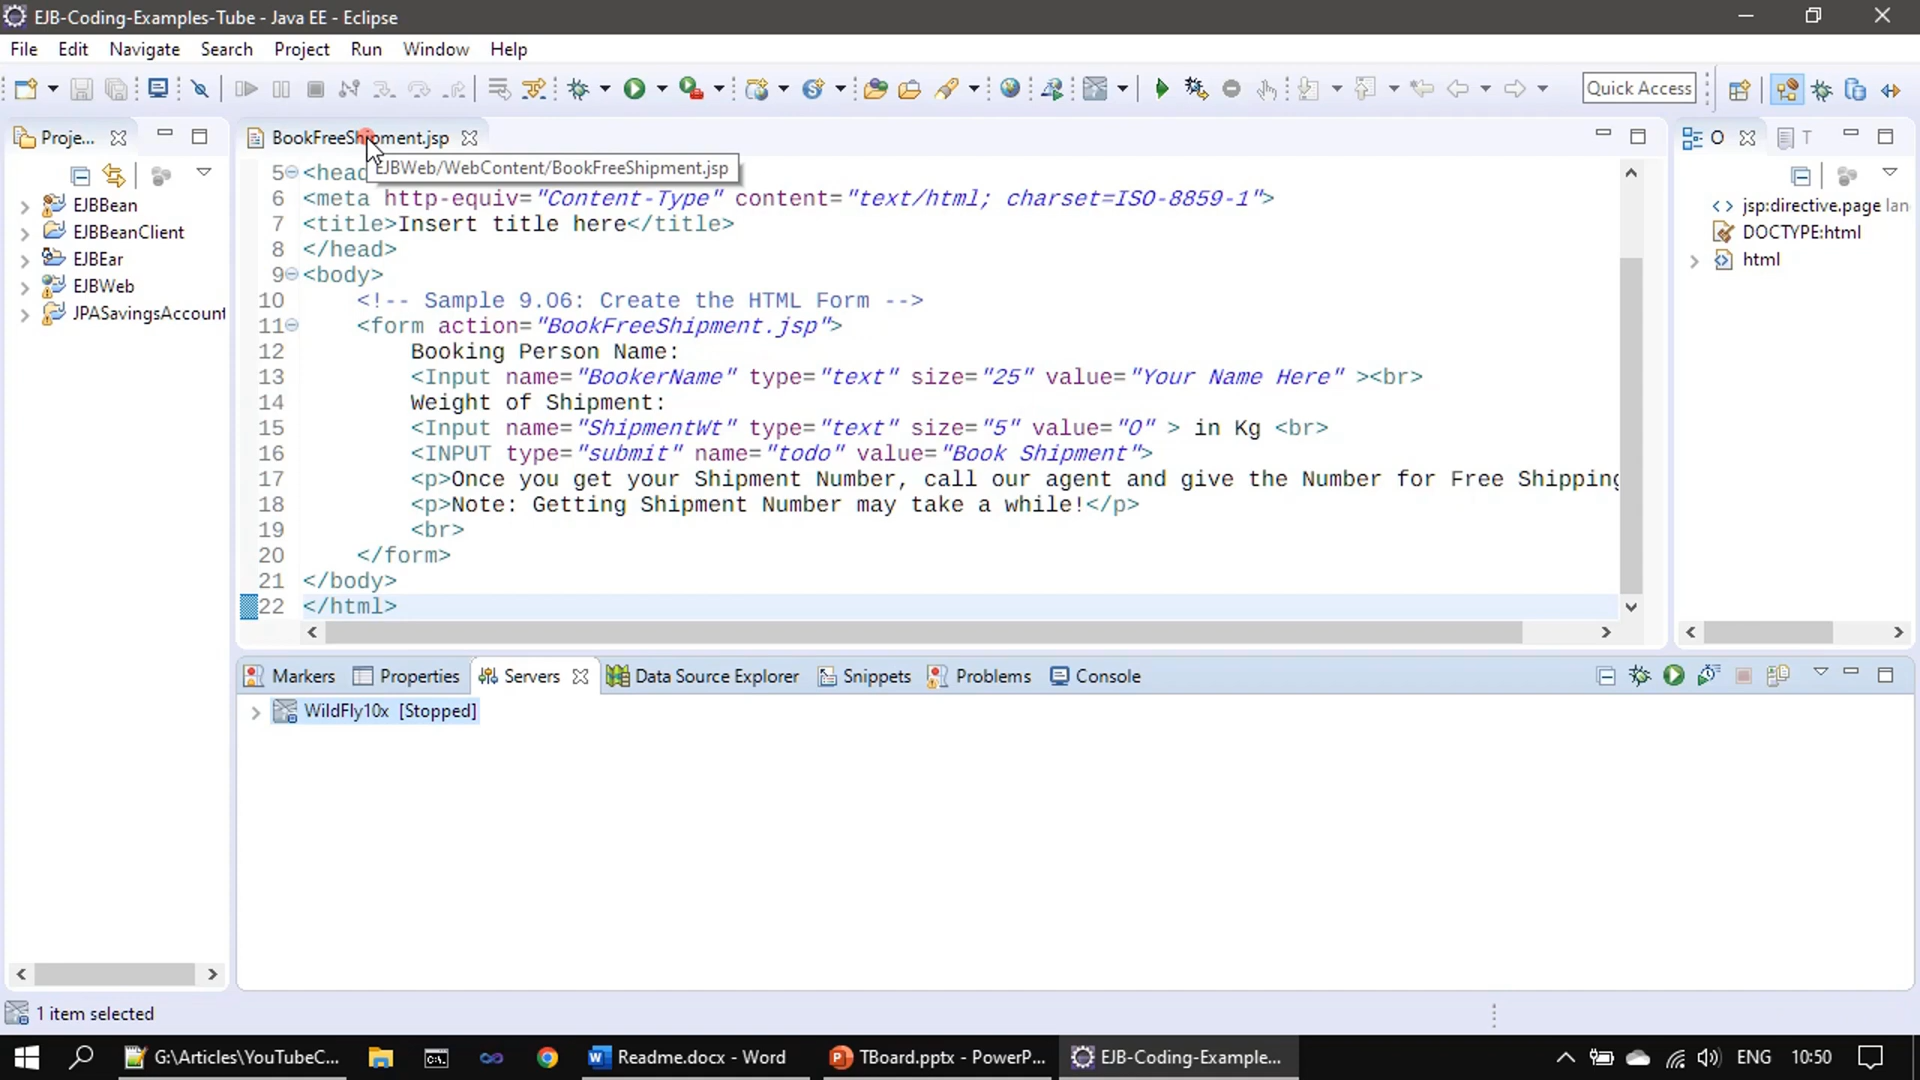 EJB-Coding-Examples-Tube - Java EE - Eclipse
File Edit Navigate Search Project Run Window Help
Quick Access
Proje...
EJBBean
EJBBeanClient
EJBEar
EJBWeb
JPASavingsAccount
BookFreeShipment.jsp
EJBWeb/WebContent/BookFreeShipment.jsp
5 <head
6 <meta http-equiv="Content-Type" content="text/html; charset=ISO-8859-1">
7 <title>Insert title here</title>
8 </head>
9 <body>
10 <!-- Sample 9.06: Create the HTML Form -->
11 <form action="BookFreeShipment.jsp">
12 Booking Person Name:
13 <Input name="BookerName" type="text" size="25" value="Your Name Here" ><br>
14 Weight of Shipment:
15 <Input name="ShipmentWt" type="text" size="5" value="0" > in Kg <br>
16 <INPUT type="submit" name="todo" value="Book Shipment">
17 <p>Once you get your Shipment Number, call our agent and give the Number for Free Shipping
18 <p>Note: Getting Shipment Number may take a while!</p>
19 <br>
20 </form>
21 </body>
22 </html>
O T
jsp:directive.page lan
DOCTYPE:html
html
Markers Properties Servers Data Source Explorer Snippets Problems Console
WildFly10x [Stopped]
1 item selected
G:\Articles\YouTubeC... Readme.docx - Word TBoard.pptx - PowerP... EJB-Coding-Example... ENG 10:50